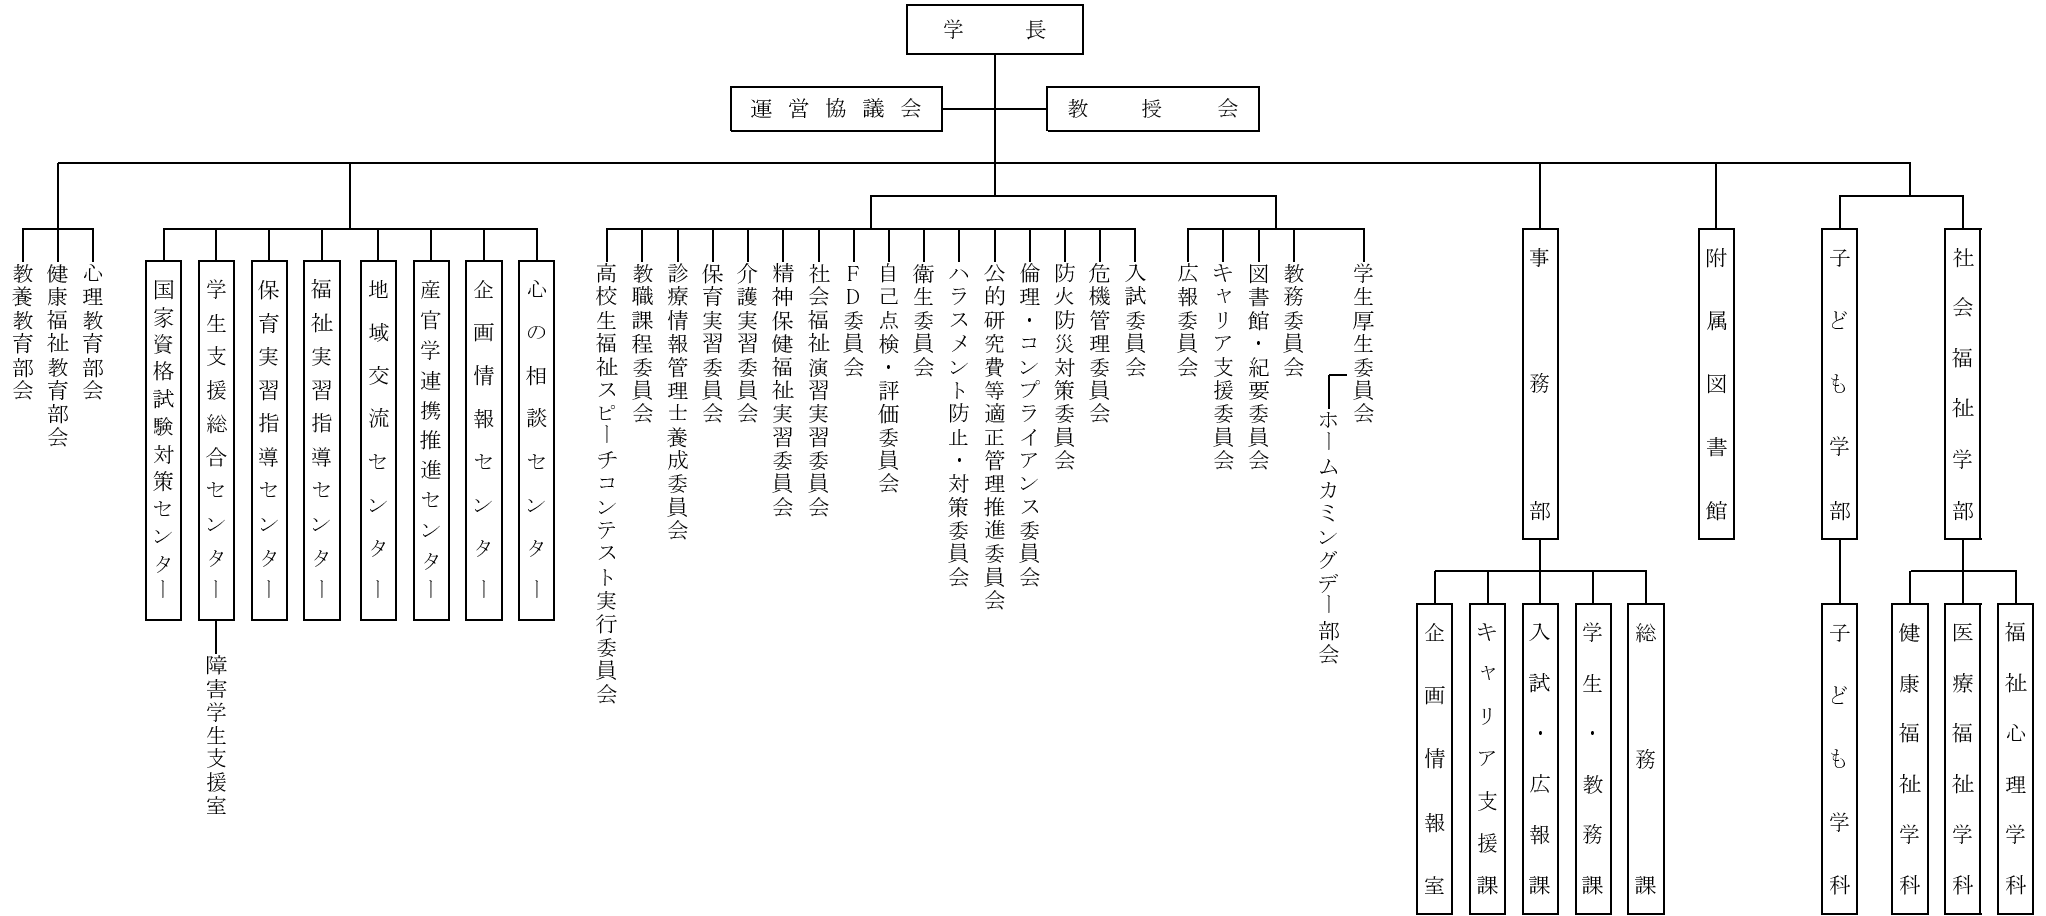 学長
運営協議会
教授会
社会福祉学部
子ども学部
附属図書館
事務部
福祉心理学科
医療福祉学科
健康福祉学科
子ども学科
総務課
学生・教務課
入試・広報課
キャリア支援課
企画情報室
学生厚生委員会
ホームカミングデー部会
教務委員会
図書館・紀要委員会
キャリア支援委員会
広報委員会
入試委員会
危機管理委員会
防火防災対策委員会
倫理・コンプライアンス委員会
公的研究費等適正管理推進委員会
ハラスメント防止・対策委員会
衛生委員会
自己点検・評価委員会
ＦＤ委員会
社会福祉演習実習委員会
精神保健福祉実習委員会
介護実習委員会
保育実習委員会
診療情報管理士養成委員会
教職課程委員会
高校生福祉スピーチコンテスト実行委員会
心の相談センター
企画情報センター
産官学連携推進センター
地域交流センター
福祉実習指導センター
保育実習指導センター
学生支援総合センター
障害学生支援室
国家資格試験対策センター
心理教育部会
健康福祉教育部会
教養教育部会